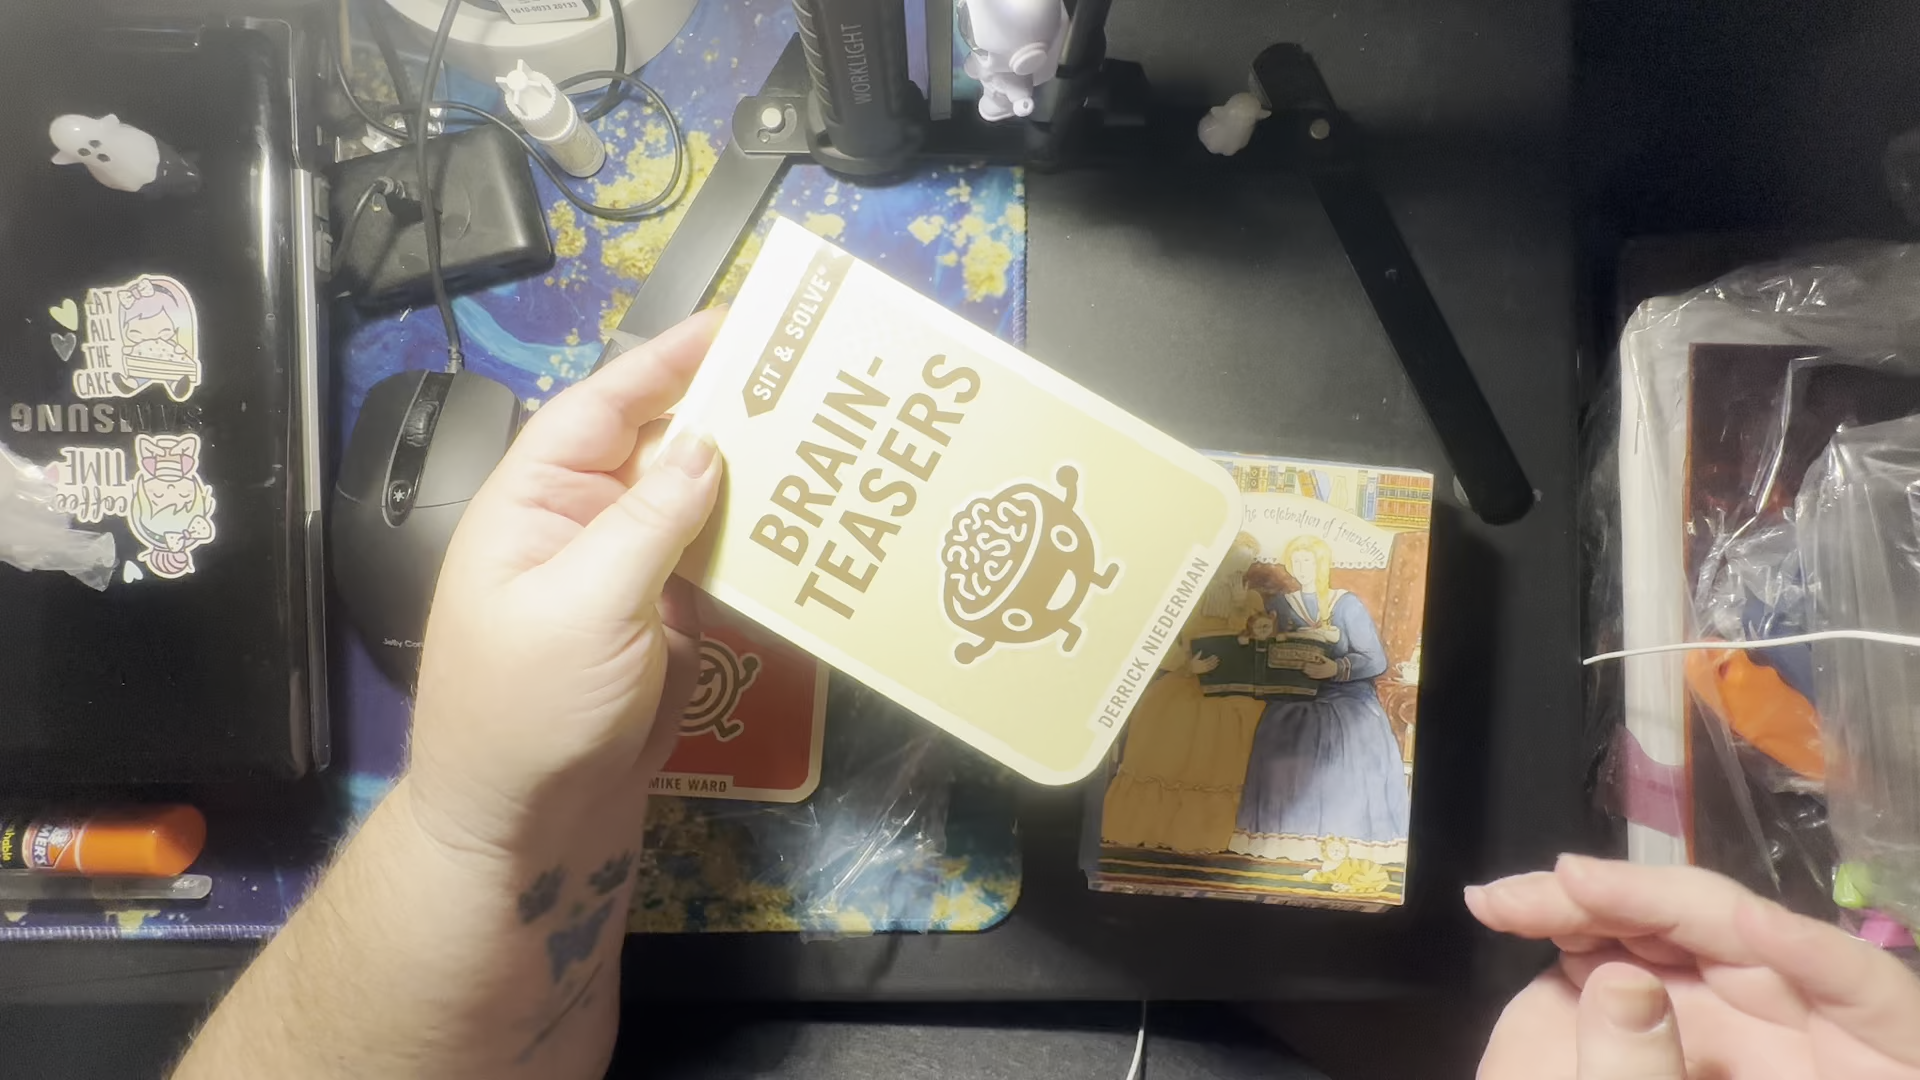 WORKLIGHT
SIT & SOLVE®
BRAIN-
TEASERS
DERRICK NIEDERMAN
MIKE WARD
he celebration of friendship
EAT
ALL
THE
CAKE
SAMSUNG
coffee
TIME